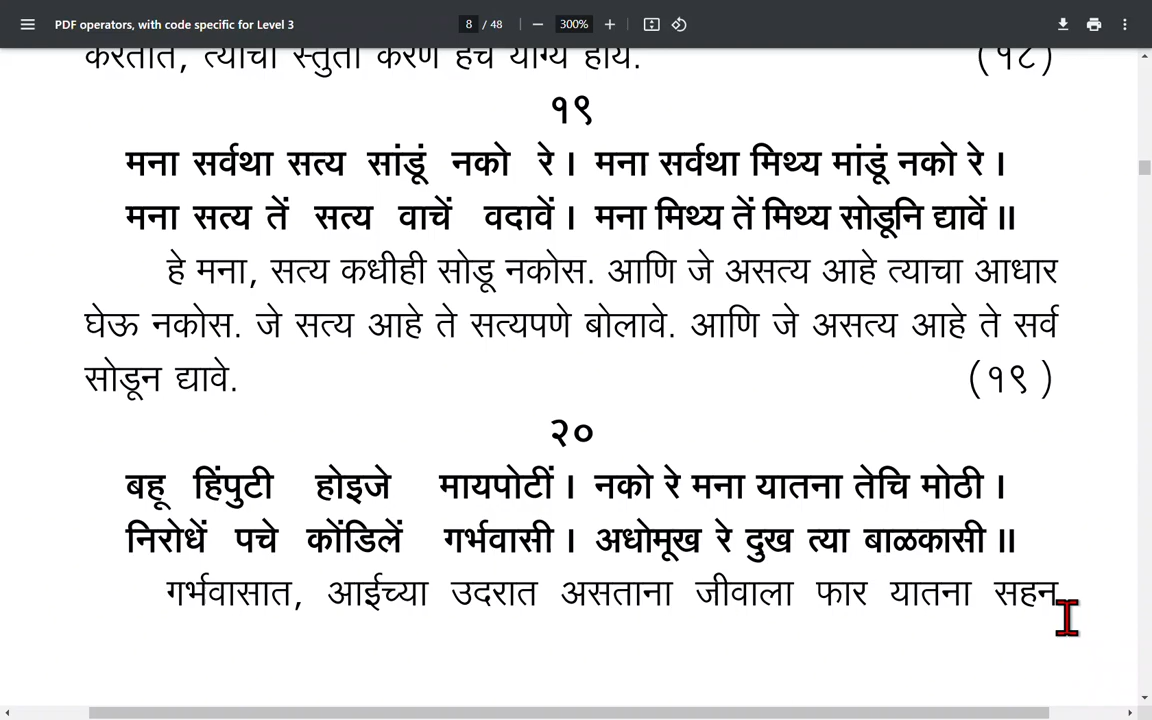 PDF operators, with code specific for Level 3 8 / 48 300%
करतात, त्यांची स्तुती करणे हेच योग्य होय. (१८)
१९
मना सर्वथा सत्य सांडूं नको रे । मना सर्वथा मिथ्य मांडूं नको रे ।
मना सत्य तें सत्य वाचें वदावें । मना मिथ्य तें मिथ्य सोडूनि द्यावें ॥
हे मना, सत्य कधीही सोडू नकोस. आणि जे असत्य आहे त्याचा आधार
घेऊ नकोस. जे सत्य आहे ते सत्यपणे बोलावे. आणि जे असत्य आहे ते सर्व
सोडून द्यावे. (१९)
२०
बहू हिंपुटी होइजे मायपोटीं । नको रे मना यातना तेचि मोठी ।
निरोधें पचे कोंडिलें गर्भवासी । अधोमूख रे दुख त्या बाळकासी ॥
गर्भवासात, आईच्या उदरात असताना जीवाला फार यातना सहन